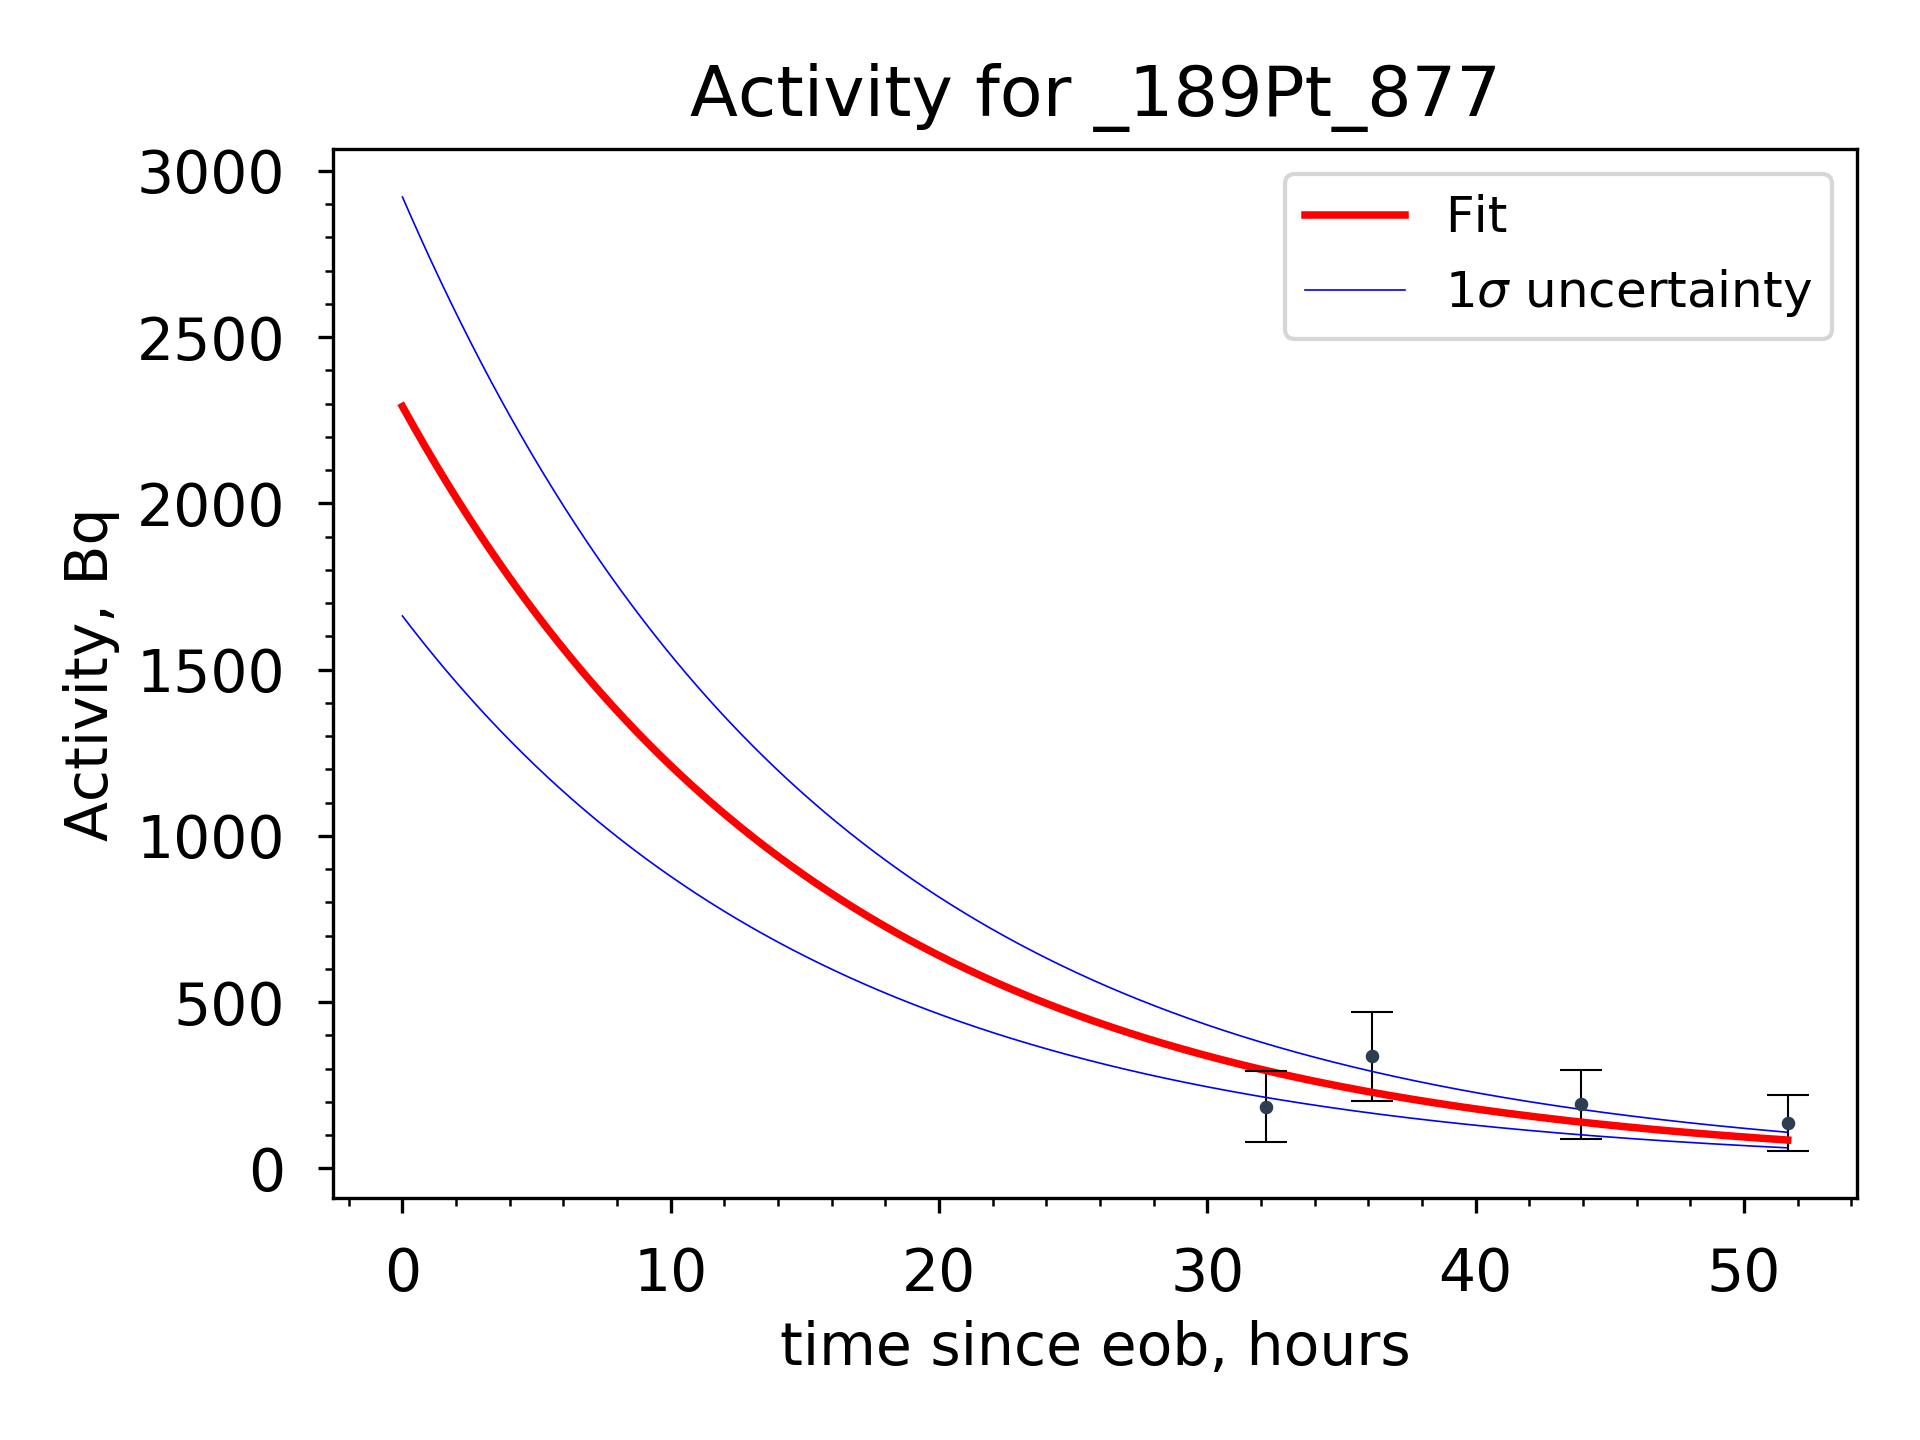 Activity for _189Pt_877
Fit
1σ uncertainty
3000
2500
2000
1500
1000
500
0
Activity, Bq
0 10 20 30 40 50
time since eob, hours